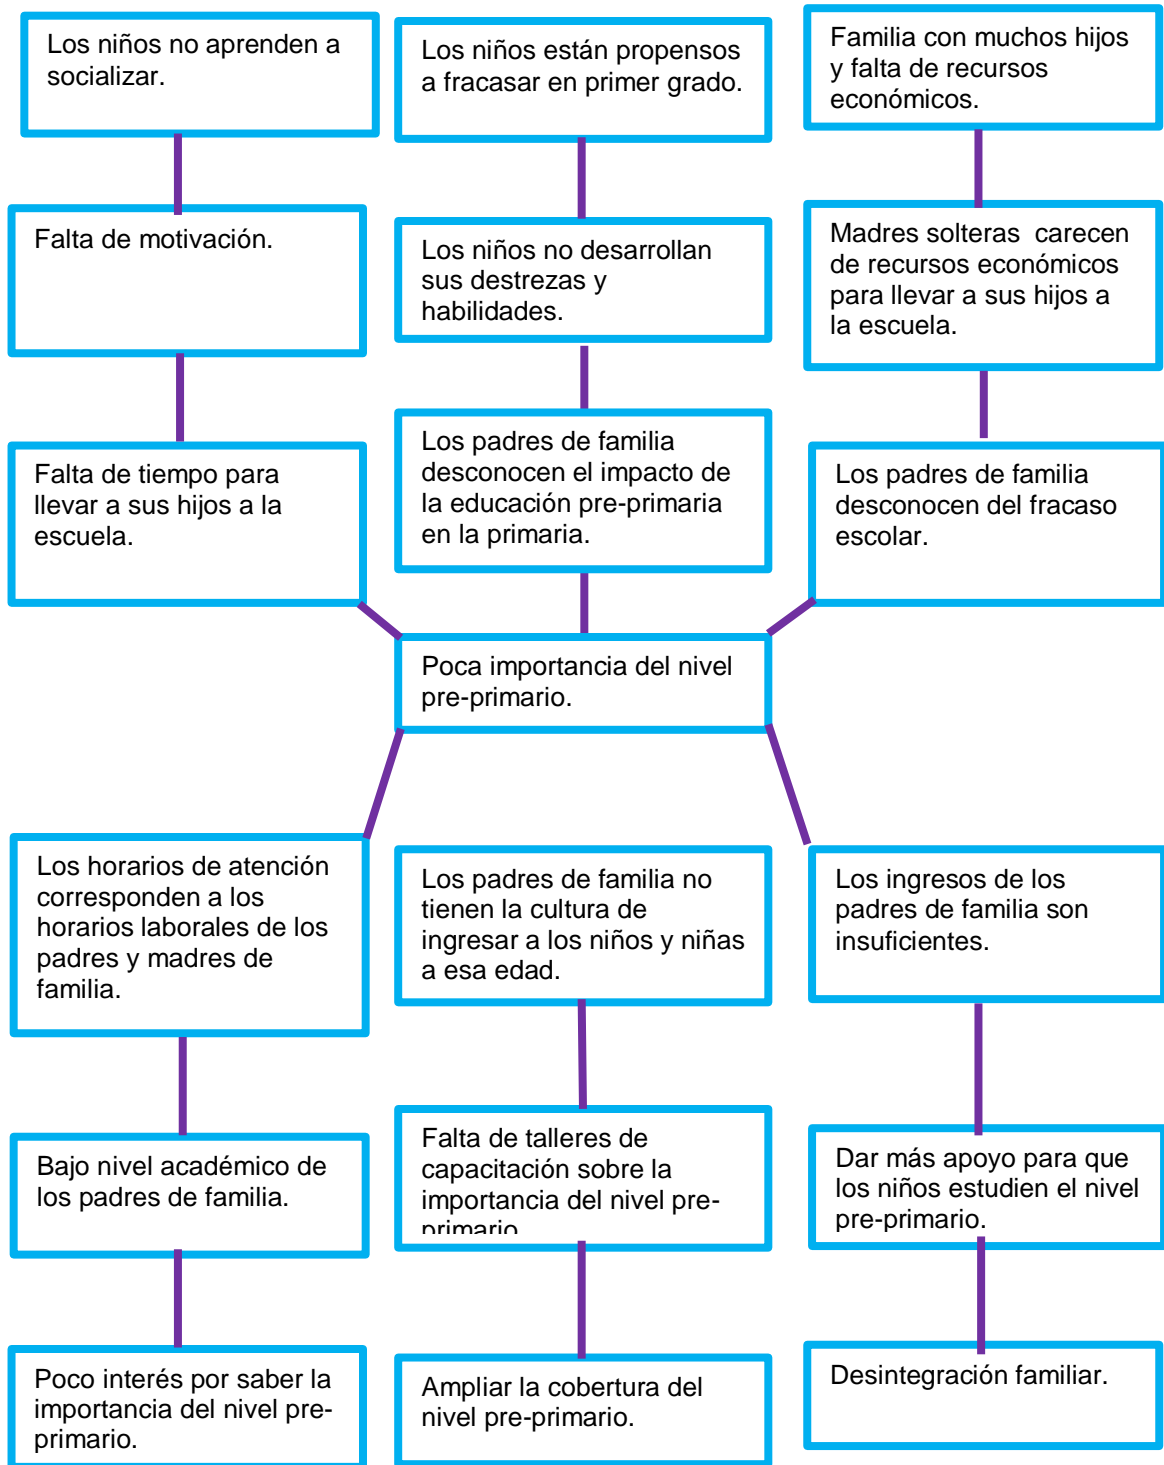 Los niños no aprenden a
socializar.
Los niños están propensos
a fracasar en primer grado.
Familia con muchos hijos
y falta de recursos
económicos.
Falta de motivación.
Los niños no desarrollan
sus destrezas y
habilidades.
Madres solteras  carecen
de recursos económicos
para llevar a sus hijos a
la escuela.
Falta de tiempo para
llevar a sus hijos a la
escuela.
Los padres de familia
desconocen el impacto de
la educación pre-primaria
en la primaria.
Los padres de familia
desconocen del fracaso
escolar.
Poca importancia del nivel
pre-primario.
Los horarios de atención
corresponden a los
horarios laborales de los
padres y madres de
familia.
Los padres de familia no
tienen la cultura de
ingresar a los niños y niñas
a esa edad.
Los ingresos de los
padres de familia son
insuficientes.
Bajo nivel académico de
los padres de familia.
Falta de talleres de
capacitación sobre la
importancia del nivel pre-
primario
Dar más apoyo para que
los niños estudien el nivel
pre-primario.
Poco interés por saber la
importancia del nivel pre-
primario.
Ampliar la cobertura del
nivel pre-primario.
Desintegración familiar.